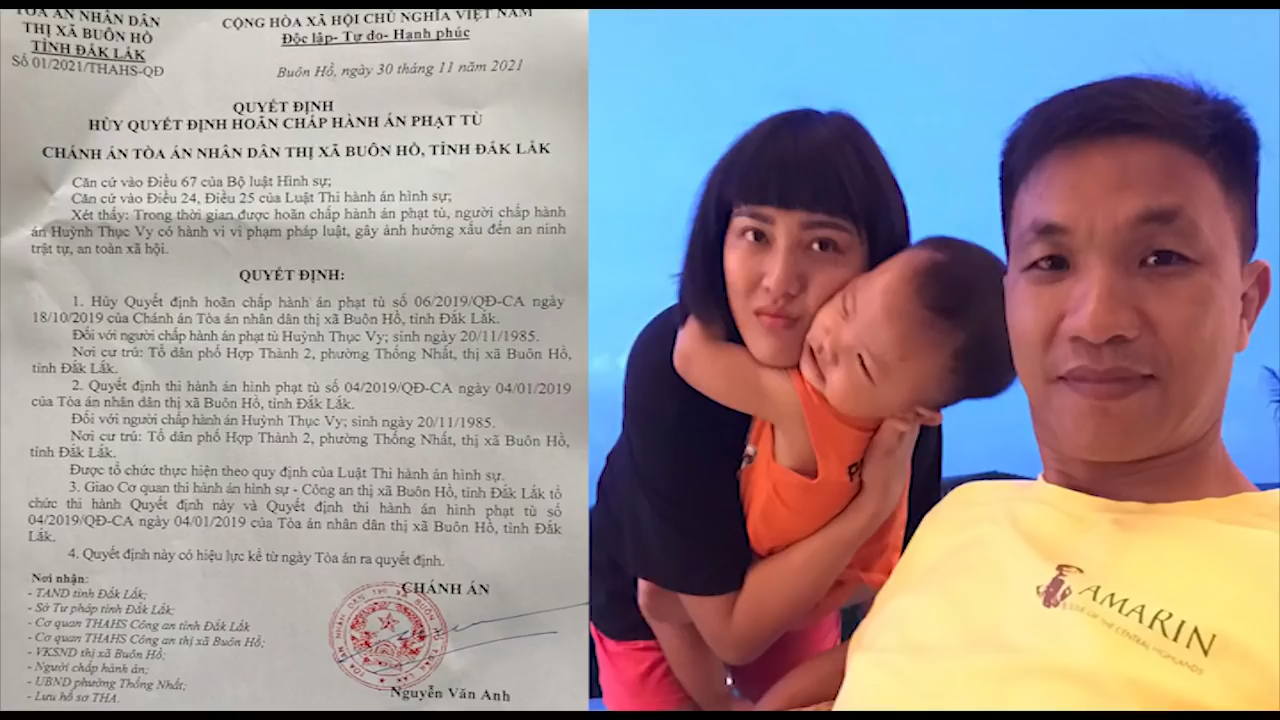 TÒA ÁN NHÂN DÂN
THỊ XÃ BUÔN HỒ
TỈNH ĐẮK LẮK
Số 01/2021/THAHS-QĐ
CỘNG HÒA XÃ HỘI CHỦ NGHĨA VIỆT NAM
Độc lập- Tự do- Hạnh phúc
Buôn Hồ, ngày 30 tháng 11 năm 2021
QUYẾT ĐỊNH
HỦY QUYẾT ĐỊNH HOÃN CHẤP HÀNH ÁN PHẠT TÙ
CHÁNH ÁN TÒA ÁN NHÂN DÂN THỊ XÃ BUÔN HỒ, TỈNH ĐẮK LẮK
Căn cứ vào Điều 67 của Bộ luật Hình sự;
Căn cứ vào Điều 24, Điều 25 của Luật Thi hành án hình sự;
Xét thấy: Trong thời gian được hoãn chấp hành án phạt tù, người chấp hành
án Huỳnh Thục Vy có hành vi vi phạm pháp luật, gây ảnh hưởng xấu đến an ninh
trật tự, an toàn xã hội.
QUYẾT ĐỊNH:
1. Hủy Quyết định hoãn chấp hành án phạt tù số 06/2019/QĐ-CA ngày
18/10/2019 của Chánh án Tòa án nhân dân thị xã Buôn Hồ, tỉnh Đắk Lắk.
Đối với người chấp hành án phạt tù Huỳnh Thục Vy; sinh ngày 20/11/1985.
Nơi cư trú: Tổ dân phố Hợp Thành 2, phường Thống Nhất, thị xã Buôn Hồ,
tỉnh Đắk Lắk.
2. Quyết định thi hành án hình phạt tù số 04/2019/QĐ-CA ngày 04/01/2019
của Tòa án nhân dân thị xã Buôn Hồ, tỉnh Đắk Lắk.
Đối với người chấp hành án Huỳnh Thục Vy; sinh ngày 20/11/1985.
Nơi cư trú: Tổ dân phố Hợp Thành 2, phường Thống Nhất, thị xã Buôn Hồ,
tỉnh Đắk Lắk.
Được tổ chức thực hiện theo quy định của Luật Thi hành án hình sự.
3. Giao Cơ quan thi hành án hình sự - Công an thị xã Buôn Hồ, tỉnh Đắk Lắk tổ
chức thi hành Quyết định này và Quyết định thi hành án hình phạt tù số
04/2019/QĐ-CA ngày 04/01/2019 của Tòa án nhân dân thị xã Buôn Hồ, tỉnh Đắk
Lắk.
4. Quyết định này có hiệu lực kể từ ngày Tòa án ra quyết định.
Nơi nhận:
- TAND tỉnh Đắk Lắk;
- Sở Tư pháp tỉnh Đắk Lắk;
- Cơ quan THAHS Công an tỉnh Đắk Lắk
- Cơ quan THAHS Công an thị xã Buôn Hồ;
- VKSND thị xã Buôn Hồ;
- Người chấp hành án;
- UBND phường Thống Nhất;
- Lưu hồ sơ THA.
CHÁNH ÁN
Nguyễn Văn Anh
AMARIN
OF THE CENTRAL HIGHLANDS